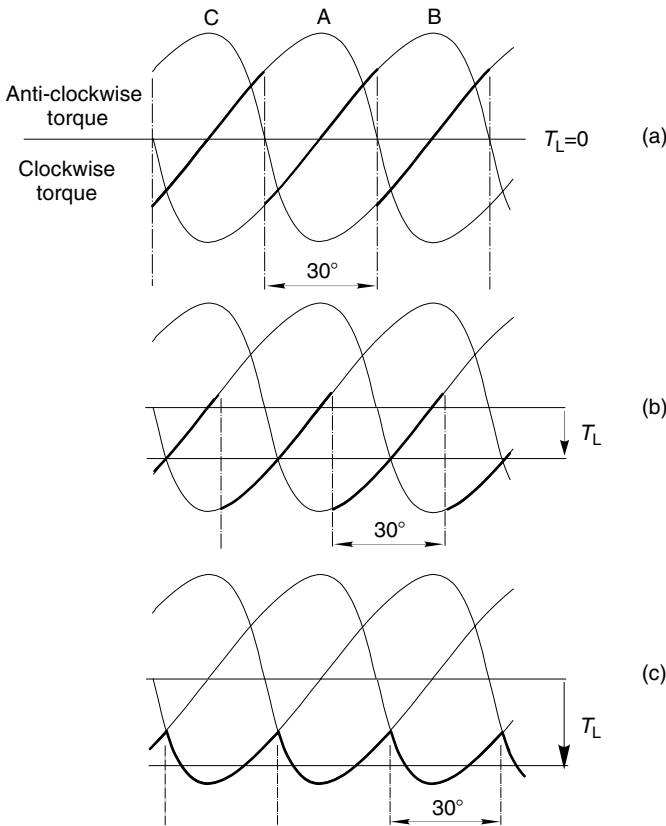 C A B
Anti-clockwise
torque
T_L=0
(a)
Clockwise
torque
30°
(b)
T_L
30°
(c)
T_L
30°